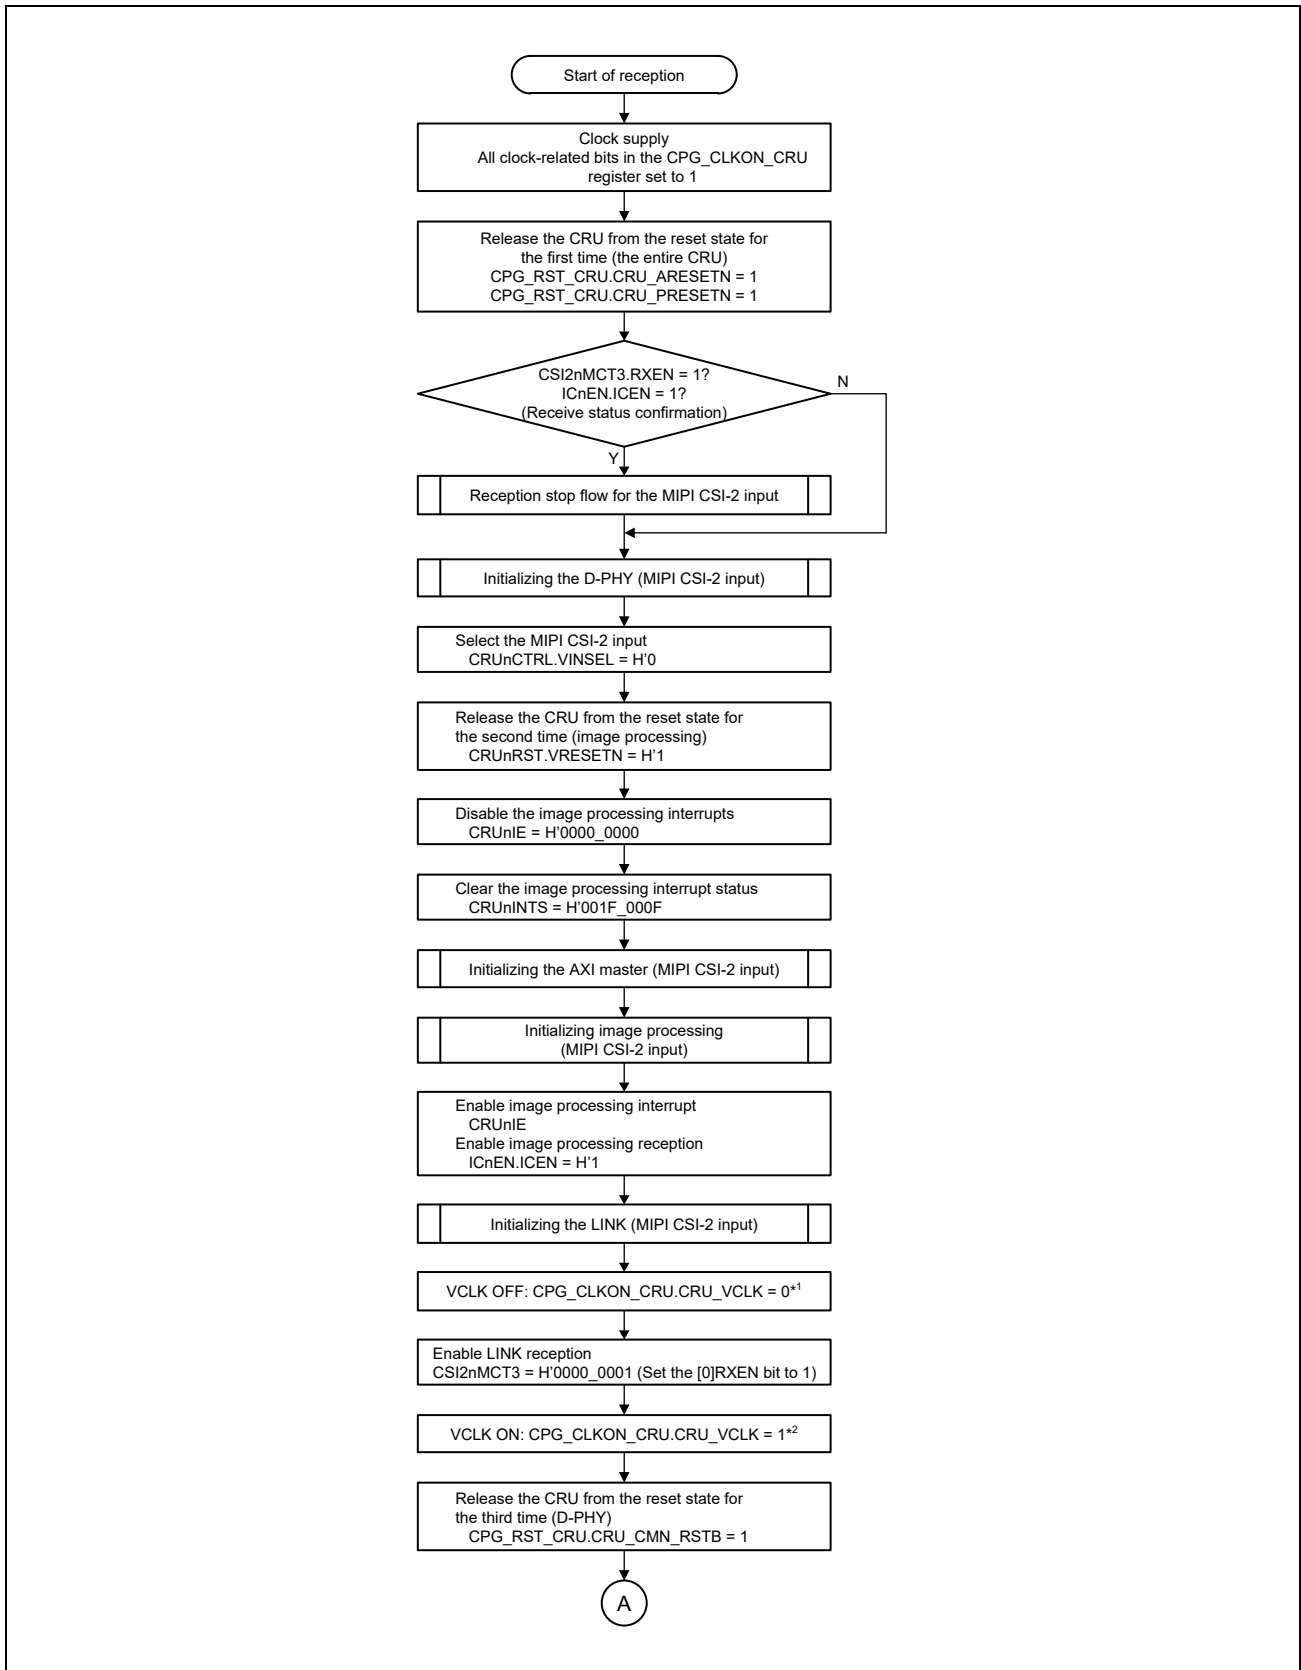 Start of reception
Clock supply
All clock-related bits in the CPG_CLKON_CRU
register set to 1
Release the CRU from the reset state for
the first time (the entire CRU)
CPG_RST_CRU.CRU_ARESETN = 1
CPG_RST_CRU.CRU_PRESETN = 1
CSI2nMCT3.RXEN = 1?
ICnEN.ICEN = 1?
(Receive status confirmation)
N
Y
Reception stop flow for the MIPI CSI-2 input
Initializing the D-PHY (MIPI CSI-2 input)
Select the MIPI CSI-2 input
CRUnCTRL.VINSEL = H'0
Release the CRU from the reset state for
the second time (image processing)
CRUnRST.VRESETN = H'1
Disable the image processing interrupts
CRUnIE = H'0000_0000
Clear the image processing interrupt status
CRUnINTS = H'001F_000F
Initializing the AXI master (MIPI CSI-2 input)
Initializing image processing
(MIPI CSI-2 input)
Enable image processing interrupt
CRUnIE
Enable image processing reception
ICnEN.ICEN = H'1
Initializing the LINK (MIPI CSI-2 input)
VCLK OFF: CPG_CLKON_CRU.CRU_VCLK = 0*1
Enable LINK reception
CSI2nMCT3 = H'0000_0001 (Set the [0]RXEN bit to 1)
VCLK ON: CPG_CLKON_CRU.CRU_VCLK = 1*2
Release the CRU from the reset state for
the third time (D-PHY)
CPG_RST_CRU.CRU_CMN_RSTB = 1
A